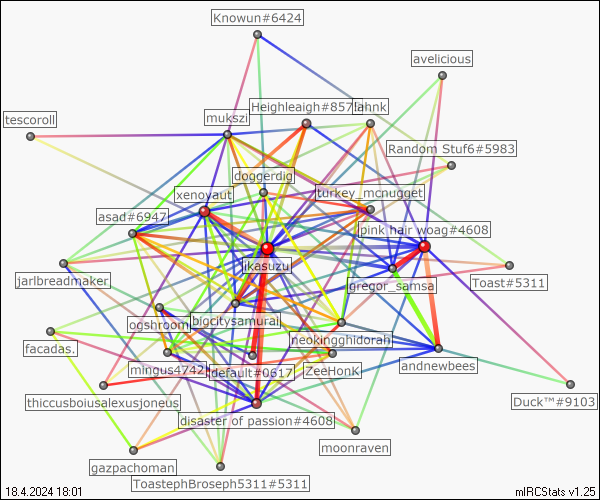 Knowun#6424
avelicious
Heighleaigh#857
lahnk
tescoroll
mukszi
Random Stuf6#5983
doggerdig
xenovaut
turkey_mcnugget
asad#6947
pink hair woag#4608
ikasuzu
jarlbreadmaker
gregor_samsa
Toast#5311
ogshroom
bigcitysamurai
neokingghidorah
facadas.
mingus4742
default#0617
ZeeHonK
andnewbees
thiccusboiusalexusjoneus
Duck™#9103
disaster of passion#4608
moonraven
gazpachoman
ToastephBroseph5311#5311
18.4.2024 18:01
mIRCStats v1.25